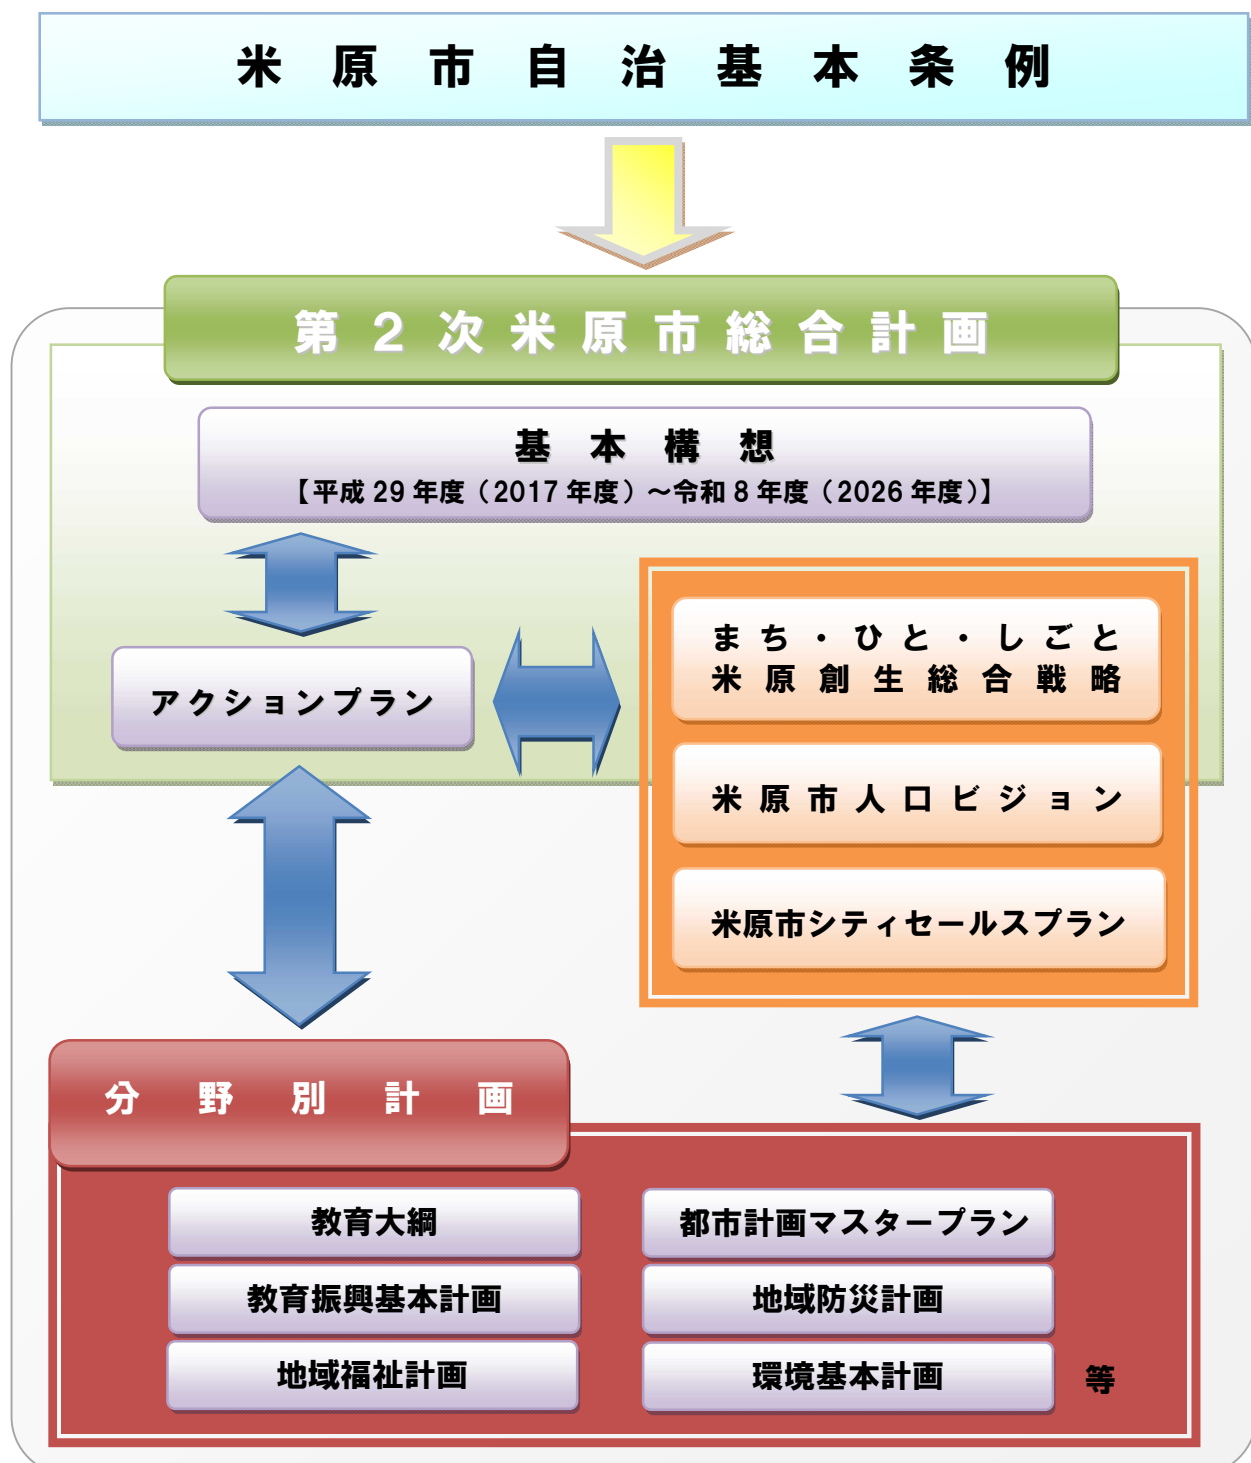 米原市自治基本条例
第２次米原市総合計画
基本構想
【平成29年度（2017年度）～令和8年度（2026年度）】
アクションプラン
まち・ひと・しごと
米原創生総合戦略
米原市人口ビジョン
米原市シティセールスプラン
分野別計画
教育大綱
都市計画マスタープラン
教育振興基本計画
地域防災計画
地域福祉計画
環境基本計画
等